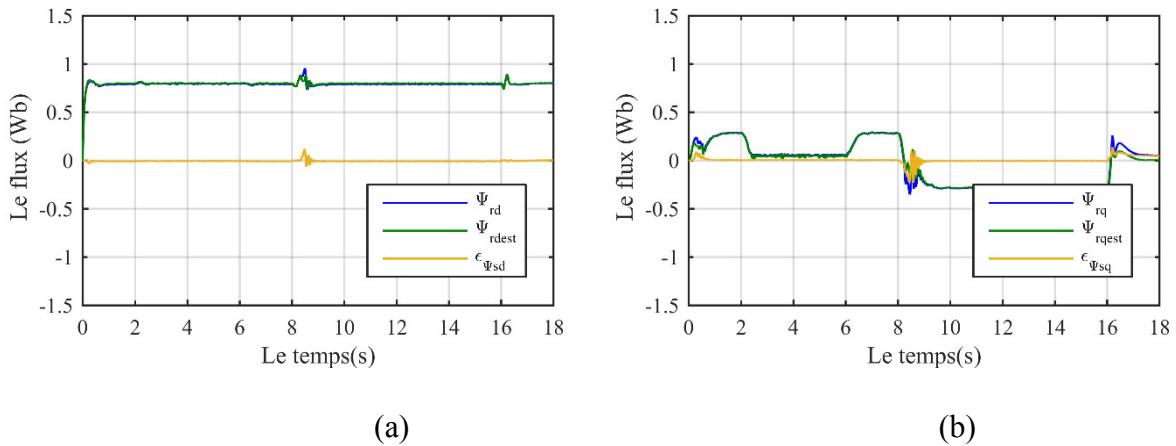 1.5
1
0.5
0
-0.5
-1
-1.5
Le flux (Wb)
0 2 4 6 8 10 12 14 16 18
Le temps(s)
Ψrd
Ψrdest
ϵΨsd
(a)
1.5
1
0.5
0
-0.5
-1
-1.5
Le flux (Wb)
0 2 4 6 8 10 12 14 16 18
Le temps(s)
Ψrq
Ψrqest
ϵΨsq
(b)